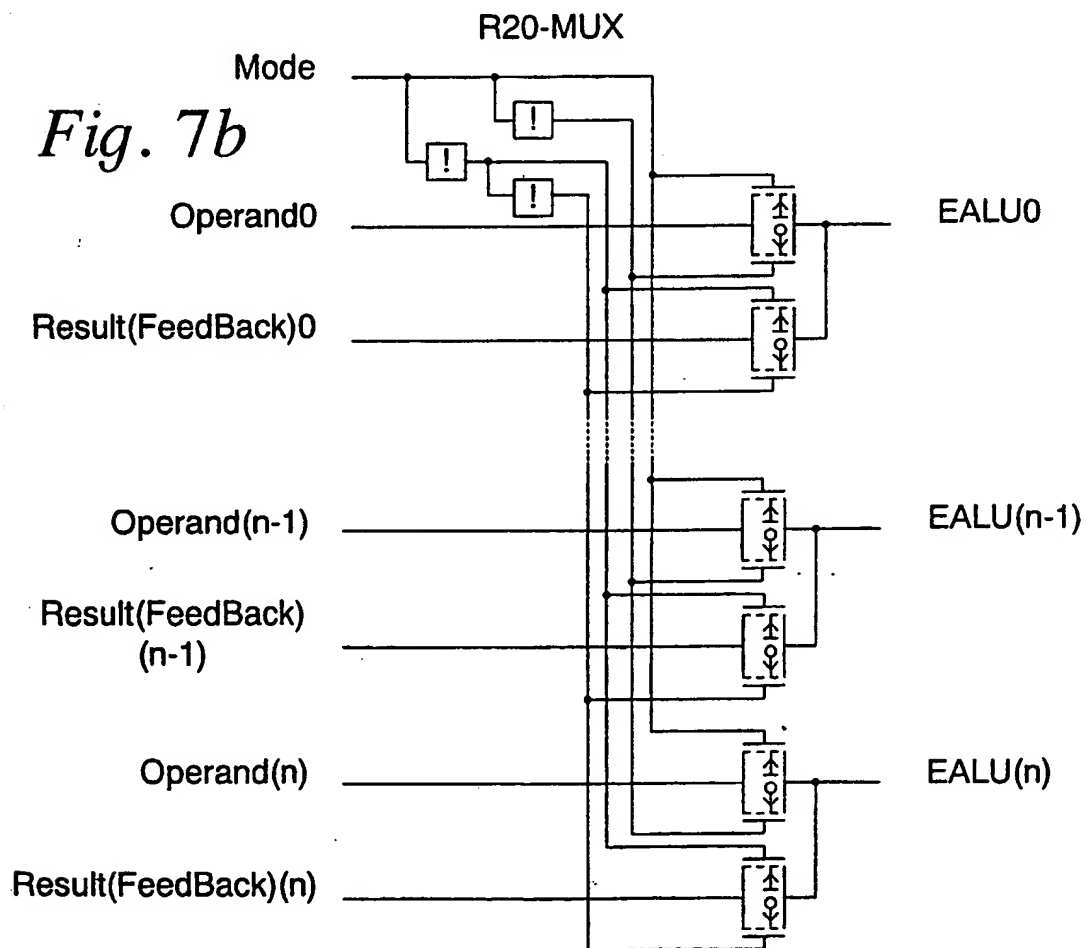 R20-MUX
Mode
Fig. 7b
!
!
!
Operand0
EALU0
Result(FeedBack)0
Operand(n-1)
EALU(n-1)
Result(FeedBack)
(n-1)
Operand(n)
EALU(n)
Result(FeedBack)(n)